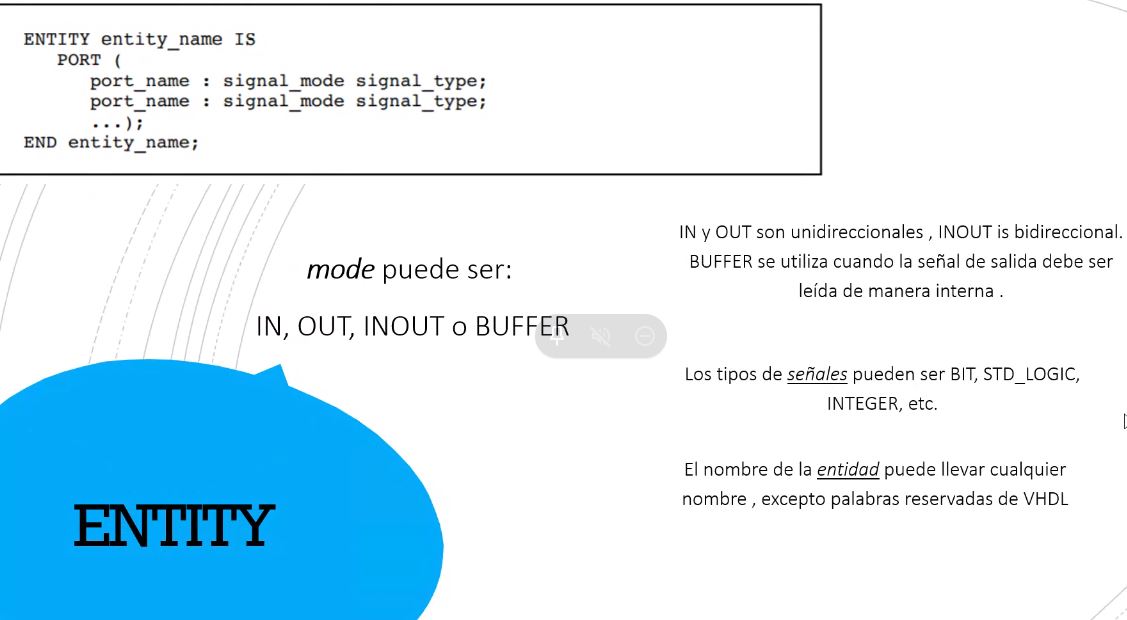 ENTITY entity_name IS
PORT (
port_name : signal_mode signal_type;
port_name : signal_mode signal_type;
...);
END entity_name;
mode puede ser:
IN, OUT, INOUT o BUFFER
IN y OUT son unidireccionales , INOUT is bidireccional.
BUFFER se utiliza cuando la señal de salida debe ser
leída de manera interna .
Los tipos de señales pueden ser BIT, STD_LOGIC,
INTEGER, etc.
El nombre de la entidad puede llevar cualquier
nombre , excepto palabras reservadas de VHDL
ENTITY